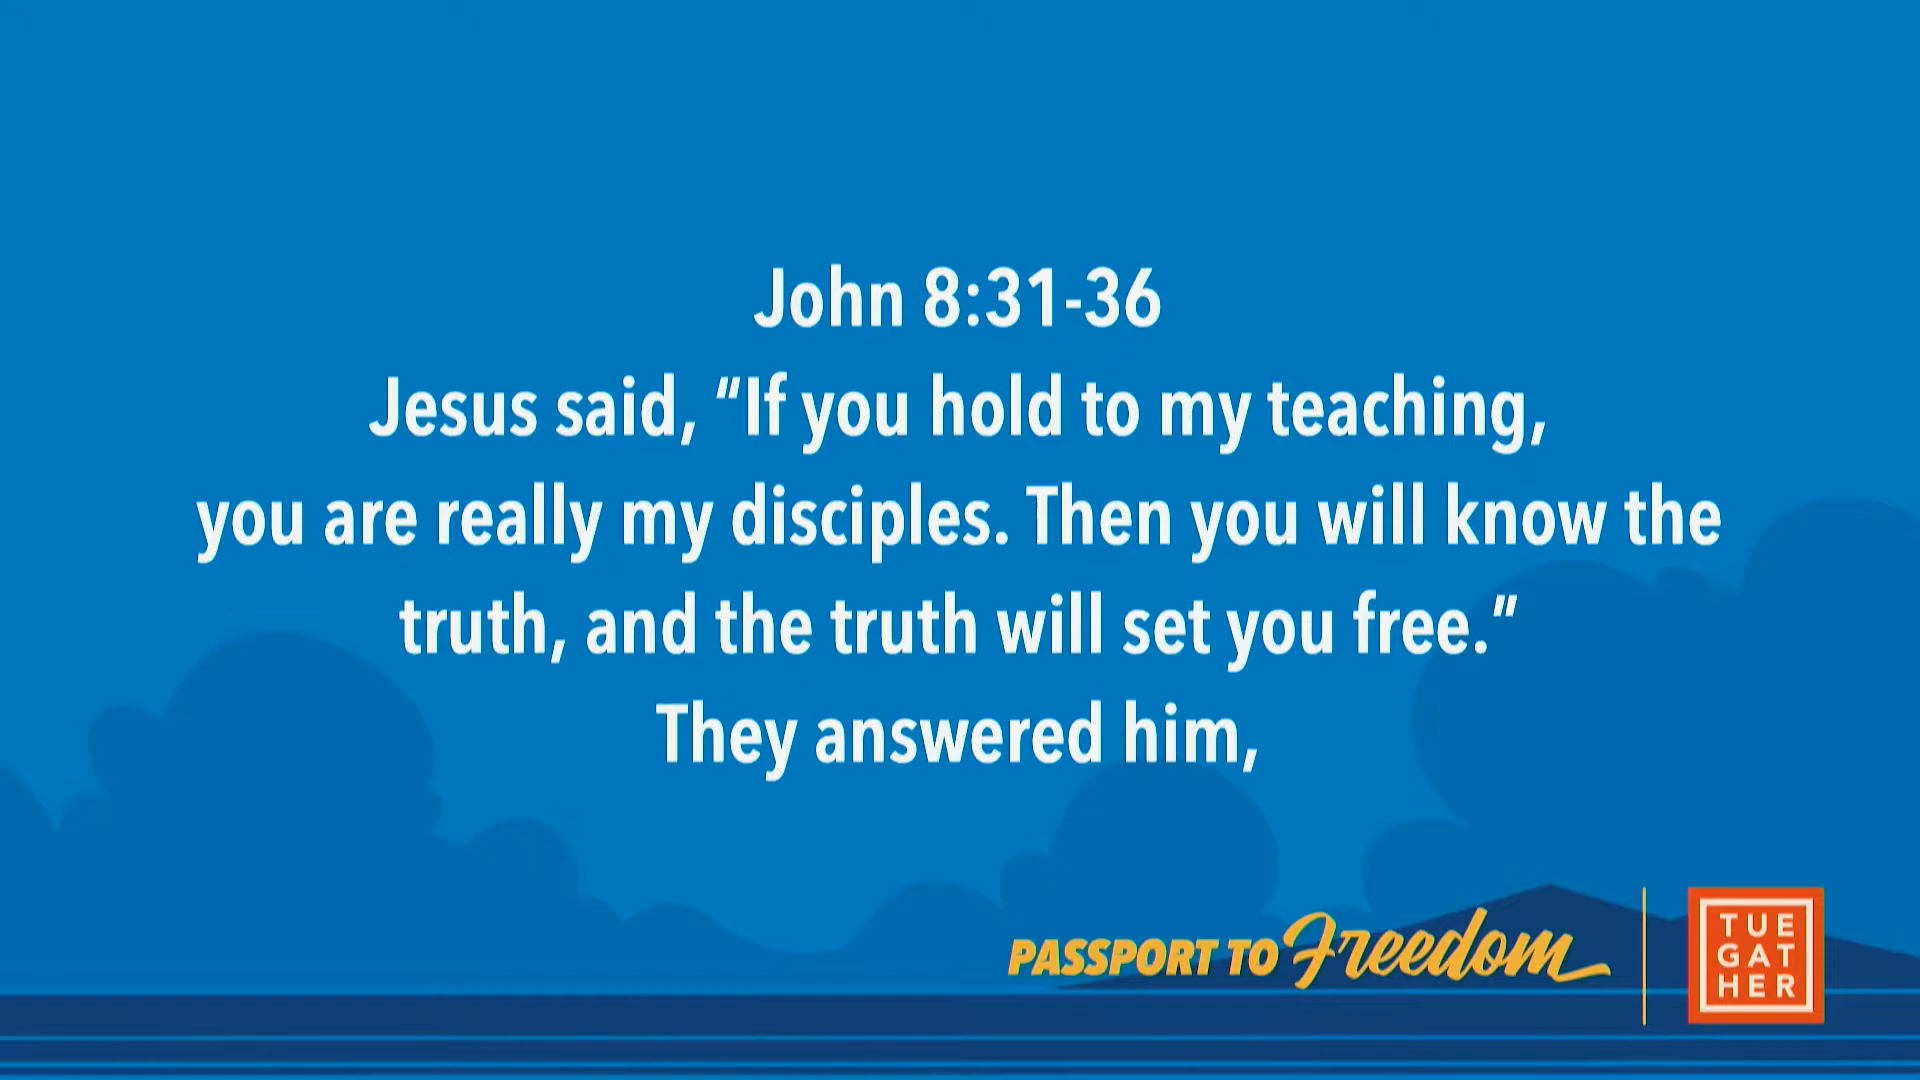 John 8:31-36
Jesus said, “If you hold to my teaching,
you are really my disciples. Then you will know the
truth, and the truth will set you free.”
They answered him,
PASSPORT TO Freedom
TUE
GAT
HER